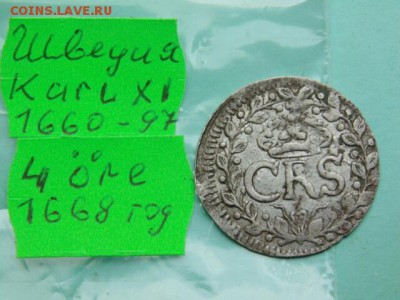 COINS.LAVE.RU
Швеция
Karl XI
1660-97
4 öre
1668 год
CRS